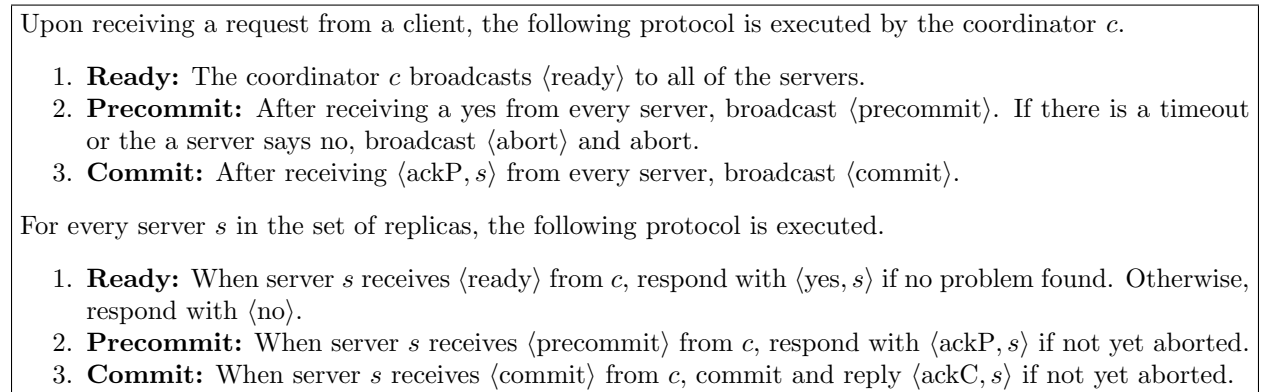 Upon receiving a request from a client, the following protocol is executed by the coordinator c.
1. Ready: The coordinator c broadcasts ⟨ready⟩ to all of the servers.
2. Precommit: After receiving a yes from every server, broadcast ⟨precommit⟩. If there is a timeout
or the a server says no, broadcast ⟨abort⟩ and abort.
3. Commit: After receiving ⟨ackP, s⟩ from every server, broadcast ⟨commit⟩.
For every server s in the set of replicas, the following protocol is executed.
1. Ready: When server s receives ⟨ready⟩ from c, respond with ⟨yes, s⟩ if no problem found. Otherwise,
respond with ⟨no⟩.
2. Precommit: When server s receives ⟨precommit⟩ from c, respond with ⟨ackP, s⟩ if not yet aborted.
3. Commit: When server s receives ⟨commit⟩ from c, commit and reply ⟨ackC, s⟩ if not yet aborted.